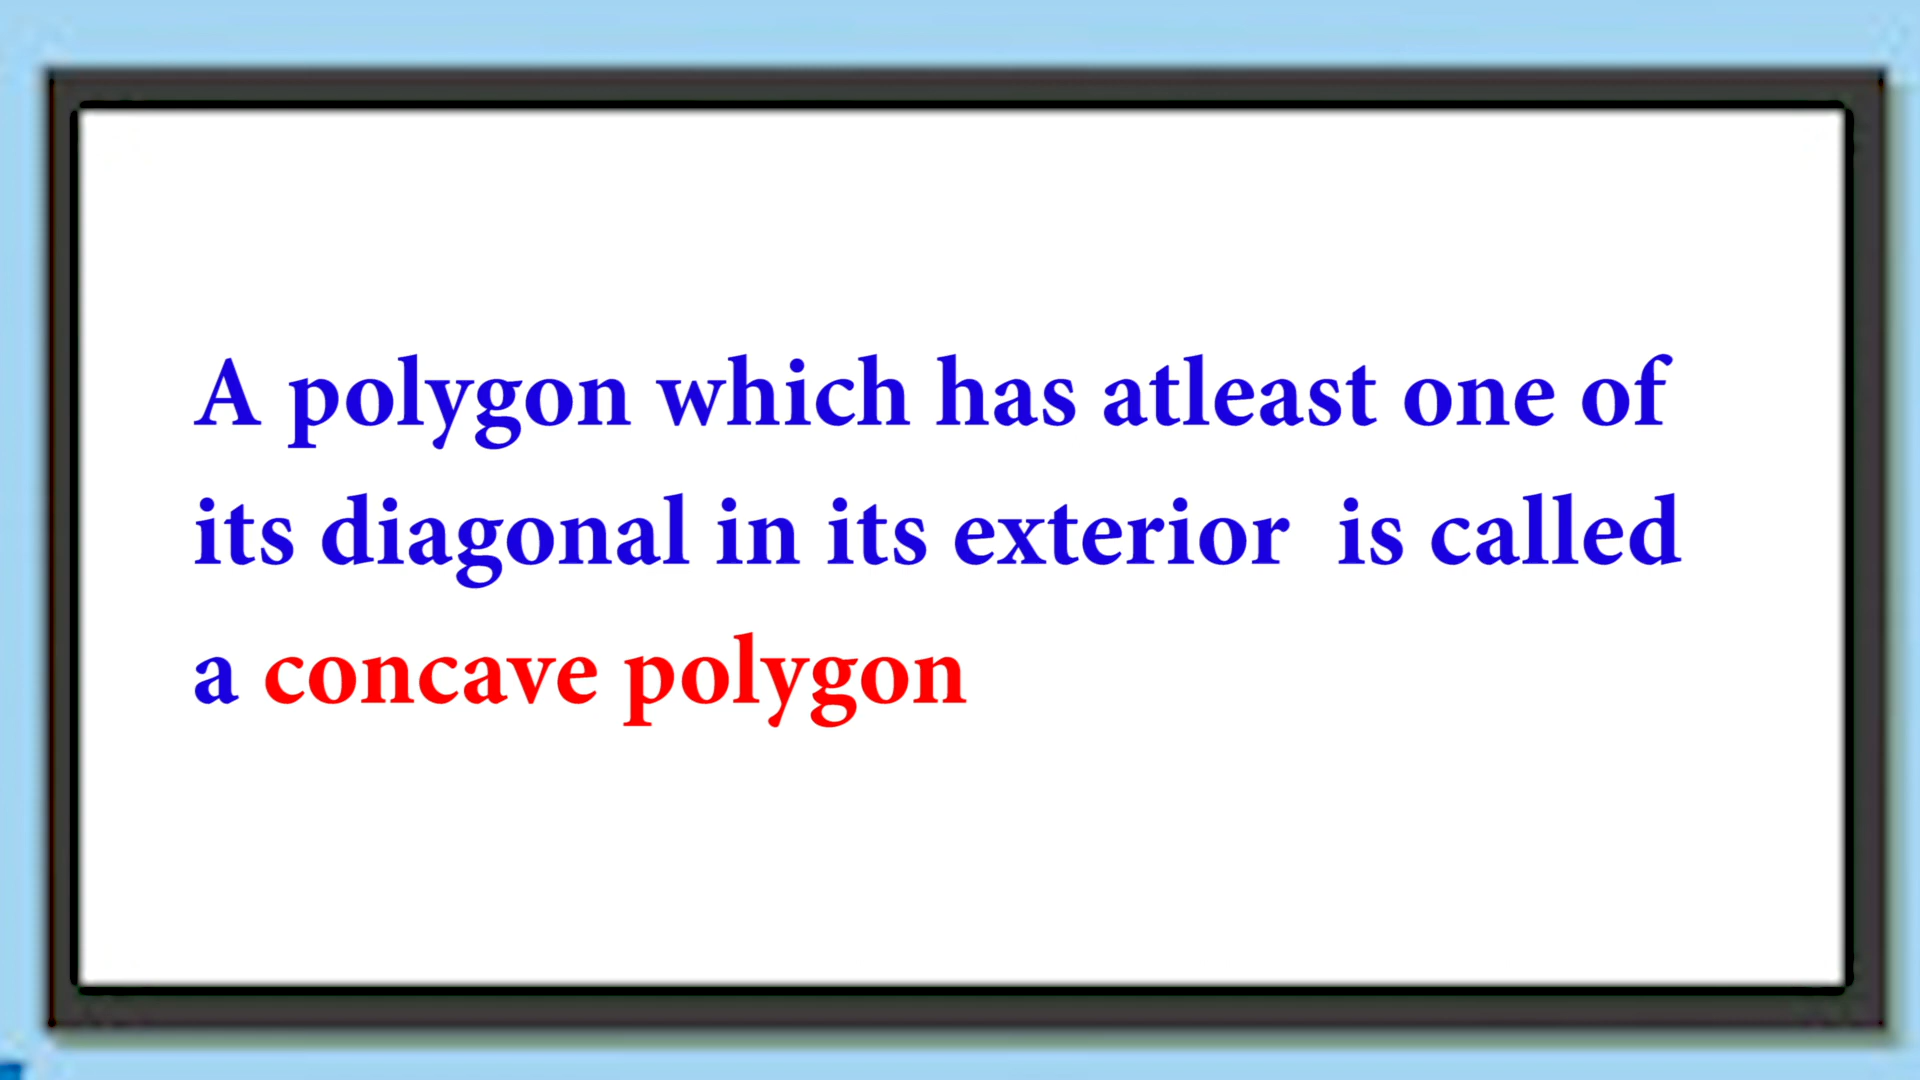 A polygon which has atleast one of
its diagonal in its exterior is called
a concave polygon